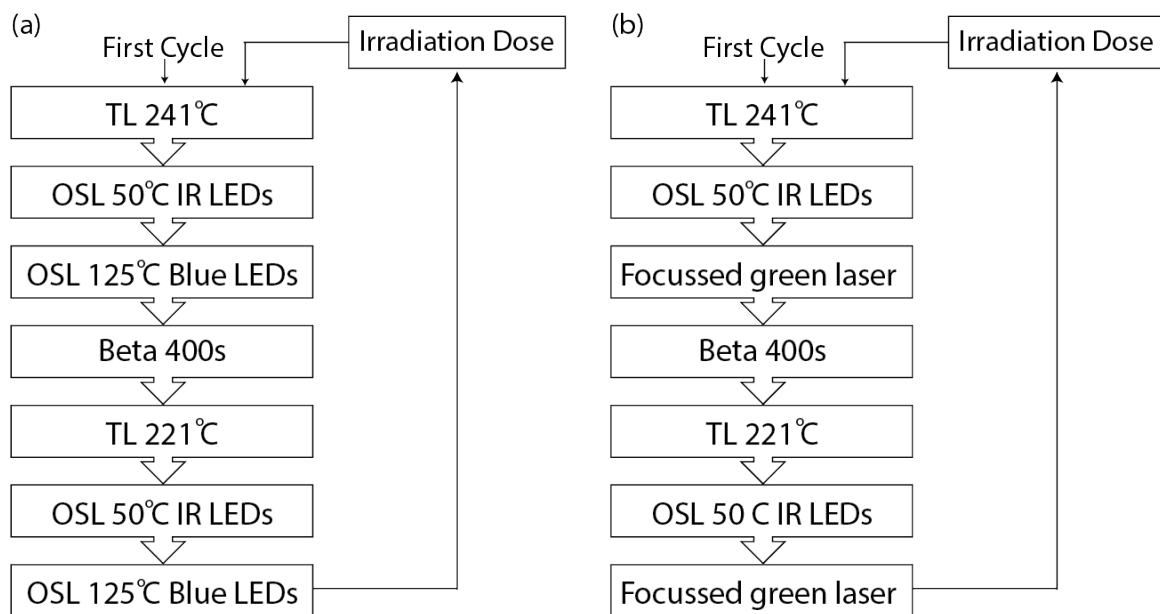 (a)
First Cycle
Irradiation Dose
TL 241°C
OSL 50°C IR LEDs
OSL 125°C Blue LEDs
Beta 400s
TL 221°C
OSL 50°C IR LEDs
OSL 125°C Blue LEDs
(b)
First Cycle
Irradiation Dose
TL 241°C
OSL 50°C IR LEDs
Focussed green laser
Beta 400s
TL 221°C
OSL 50 C IR LEDs
Focussed green laser